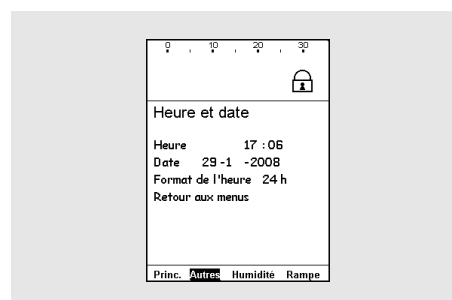 0 , 10 , 20 , 30
Heure et date
Heure 17 : 06
Date 29 -1 -2008
Format de l'heure 24 h
Retour aux menus
Princ. Autres Humidité Rampe